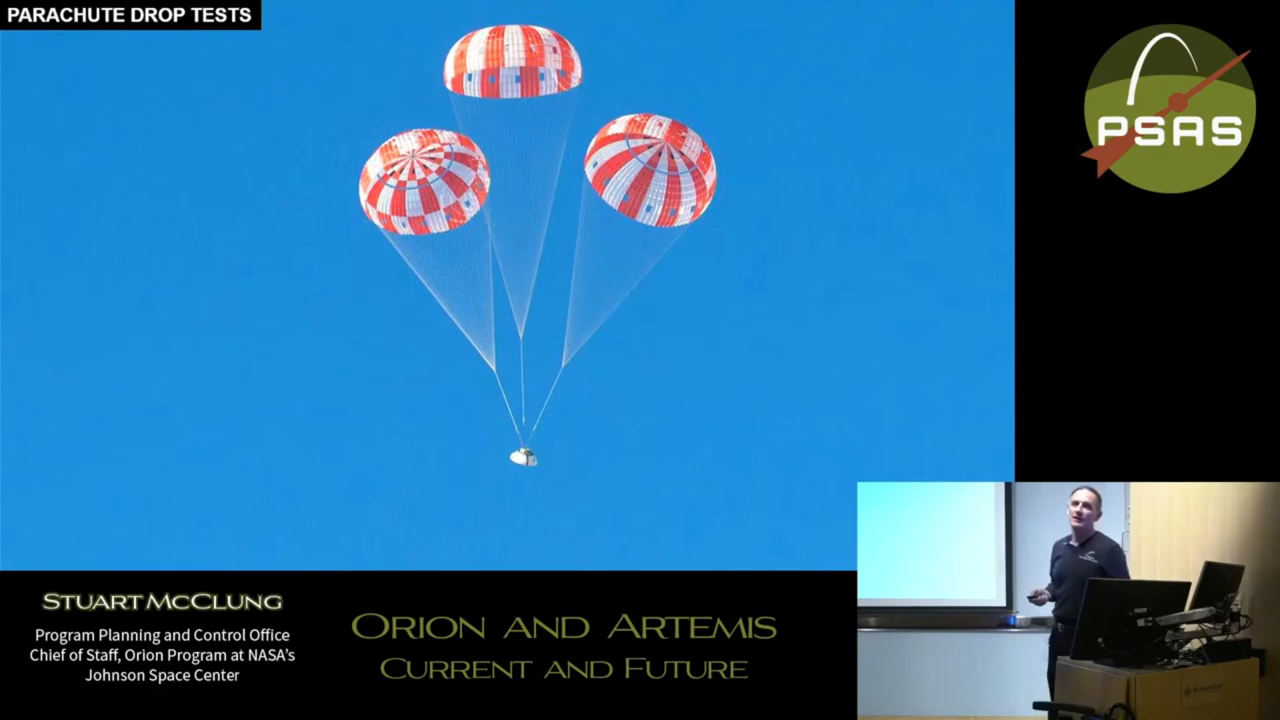 PARACHUTE DROP TESTS
PSAS
STUART MCCLUNG
Program Planning and Control Office
Chief of Staff, Orion Program at NASA's
Johnson Space Center
ORION AND ARTEMIS
CURRENT AND FUTURE